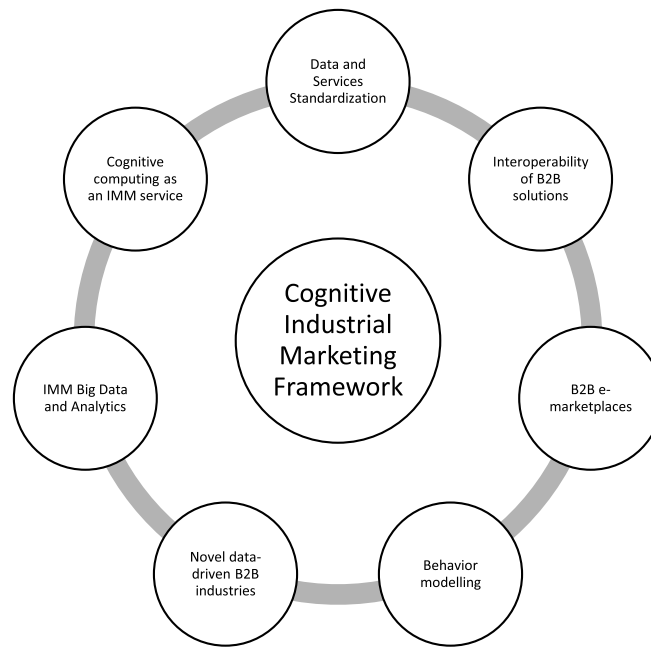 Data and
Services
Standardization
Interoperability
of B2B
solutions
B2B e-
marketplaces
Behavior
modelling
Novel data-
driven B2B
industries
IMM Big Data
and Analytics
Cognitive
computing as
an IMM service
Cognitive
Industrial
Marketing
Framework